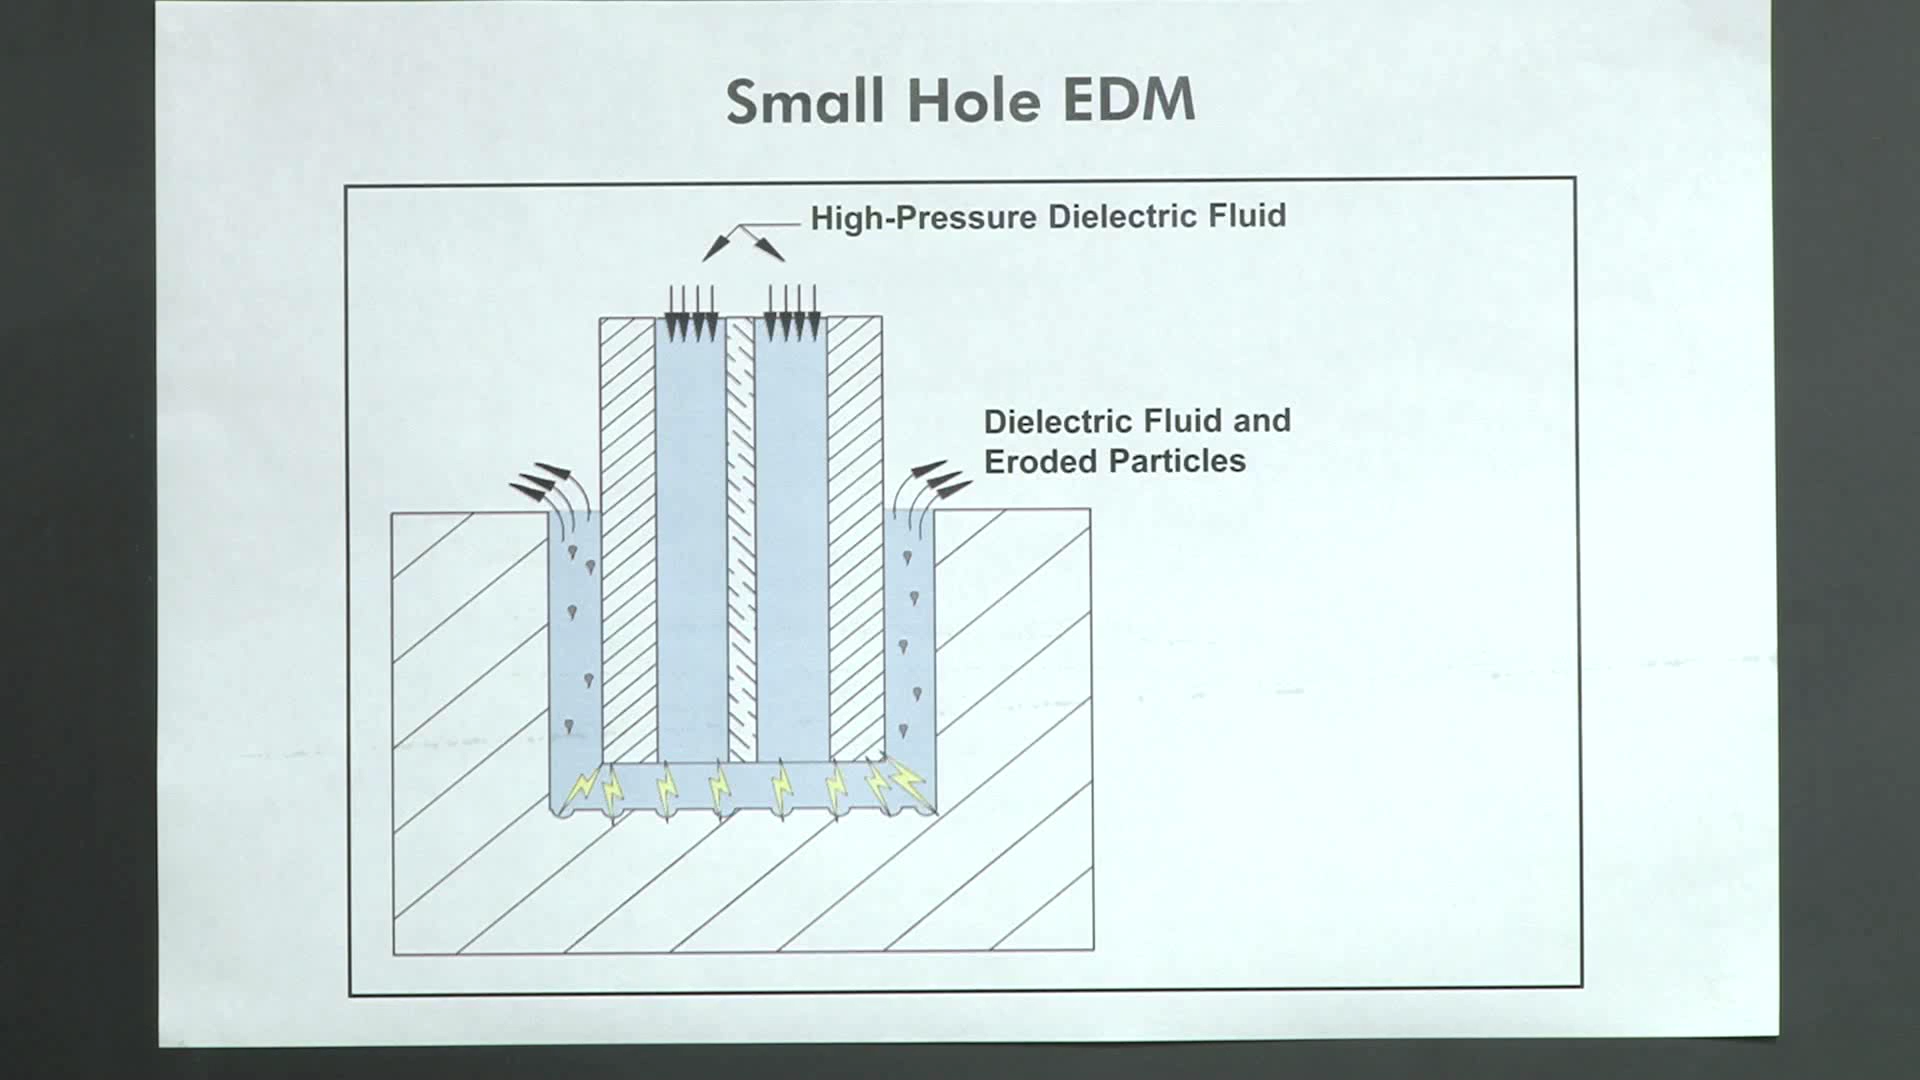 Small Hole EDM
High-Pressure Dielectric Fluid
Dielectric Fluid and
Eroded Particles